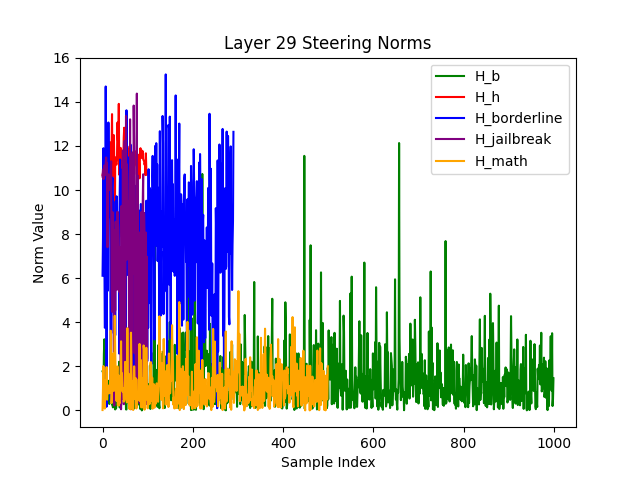 Layer 29 Steering Norms
Norm Value
16
14
12
10
8
6
4
2
0
H_b
H_h
H_borderline
H_jailbreak
H_math
0
200
400
600
800
1000
Sample Index